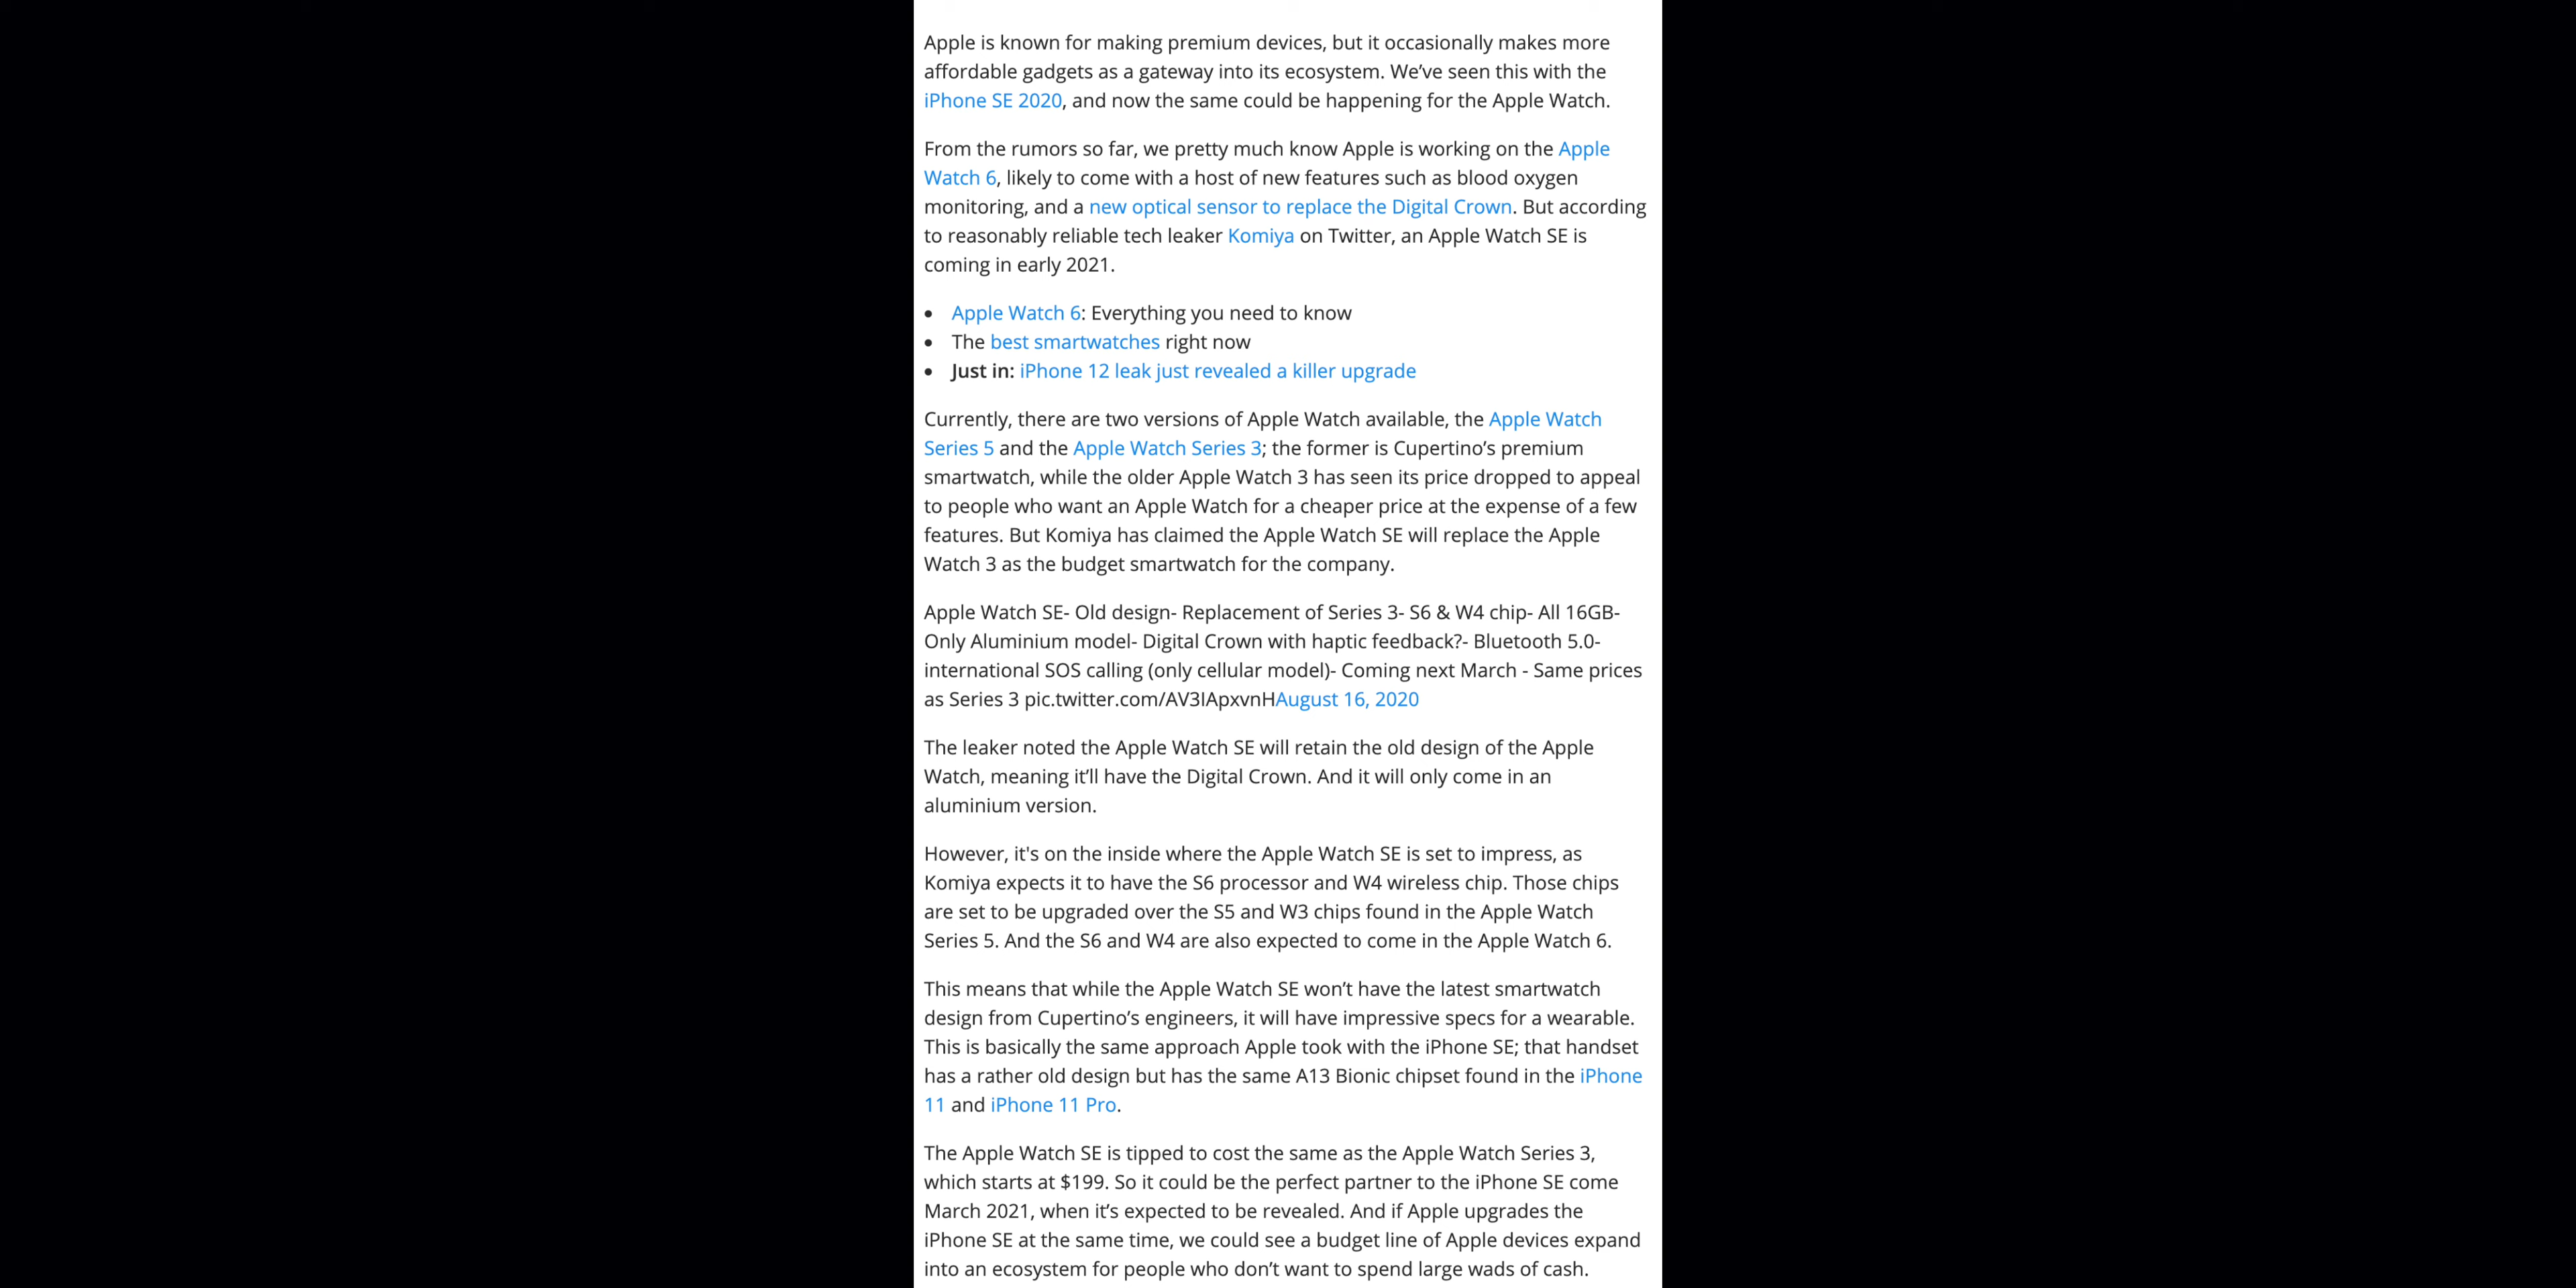 Apple is known for making premium devices, but it occasionally makes more
affordable gadgets as a gateway into its ecosystem. We’ve seen this with the
iPhone SE 2020, and now the same could be happening for the Apple Watch.
From the rumors so far, we pretty much know Apple is working on the Apple
Watch 6, likely to come with a host of new features such as blood oxygen
monitoring, and a new optical sensor to replace the Digital Crown. But according
to reasonably reliable tech leaker Komiya on Twitter, an Apple Watch SE is
coming in early 2021.
• Apple Watch 6: Everything you need to know
• The best smartwatches right now
• Just in: iPhone 12 leak just revealed a killer upgrade
Currently, there are two versions of Apple Watch available, the Apple Watch
Series 5 and the Apple Watch Series 3; the former is Cupertino’s premium
smartwatch, while the older Apple Watch 3 has seen its price dropped to appeal
to people who want an Apple Watch for a cheaper price at the expense of a few
features. But Komiya has claimed the Apple Watch SE will replace the Apple
Watch 3 as the budget smartwatch for the company.
Apple Watch SE- Old design- Replacement of Series 3- S6 & W4 chip- All 16GB-
Only Aluminium model- Digital Crown with haptic feedback?- Bluetooth 5.0-
international SOS calling (only cellular model)- Coming next March - Same prices
as Series 3 pic.twitter.com/AV3IApxvnHAugust 16, 2020
The leaker noted the Apple Watch SE will retain the old design of the Apple
Watch, meaning it’ll have the Digital Crown. And it will only come in an
aluminium version.
However, it's on the inside where the Apple Watch SE is set to impress, as
Komiya expects it to have the S6 processor and W4 wireless chip. Those chips
are set to be upgraded over the S5 and W3 chips found in the Apple Watch
Series 5. And the S6 and W4 are also expected to come in the Apple Watch 6.
This means that while the Apple Watch SE won’t have the latest smartwatch
design from Cupertino’s engineers, it will have impressive specs for a wearable.
This is basically the same approach Apple took with the iPhone SE; that handset
has a rather old design but has the same A13 Bionic chipset found in the iPhone
11 and iPhone 11 Pro.
The Apple Watch SE is tipped to cost the same as the Apple Watch Series 3,
which starts at $199. So it could be the perfect partner to the iPhone SE come
March 2021, when it’s expected to be revealed. And if Apple upgrades the
iPhone SE at the same time, we could see a budget line of Apple devices expand
into an ecosystem for people who don’t want to spend large wads of cash.